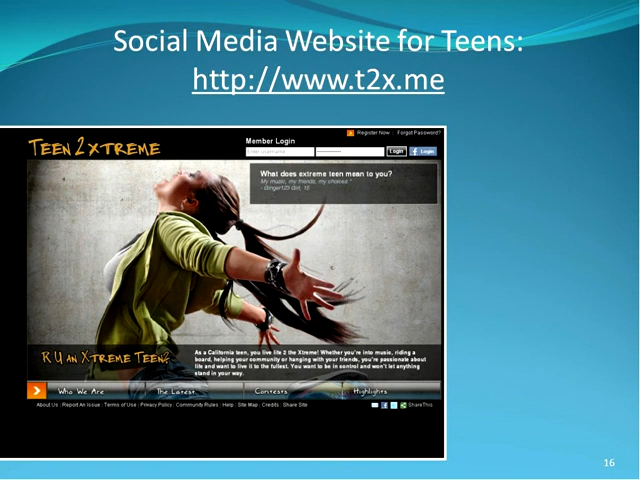 Social Media Website for Teens:
http://www.t2x.me
Register Now | Forgot Password?
Member Login
TEEN 2 XTREME
Login
f Login
What does extreme teen mean to you?
"My music, my friends, my choices."
- Ginger123 Girl, 15
R U AN XTREME TEEN?
As a California teen, you live life 2 the Xtreme! Whether you're into music, riding a
board, helping your community or hanging with your friends, you're passionate about
life and want to live it to the fullest. You want to be in control and won't let anything
stand in your way.
Who We Are
The Latest
Contests
Highlights
About Us | Report An Issue | Terms of Use | Privacy Policy | Community Rules | Help | Site Map | Credits | Share Site
ShareThis
16